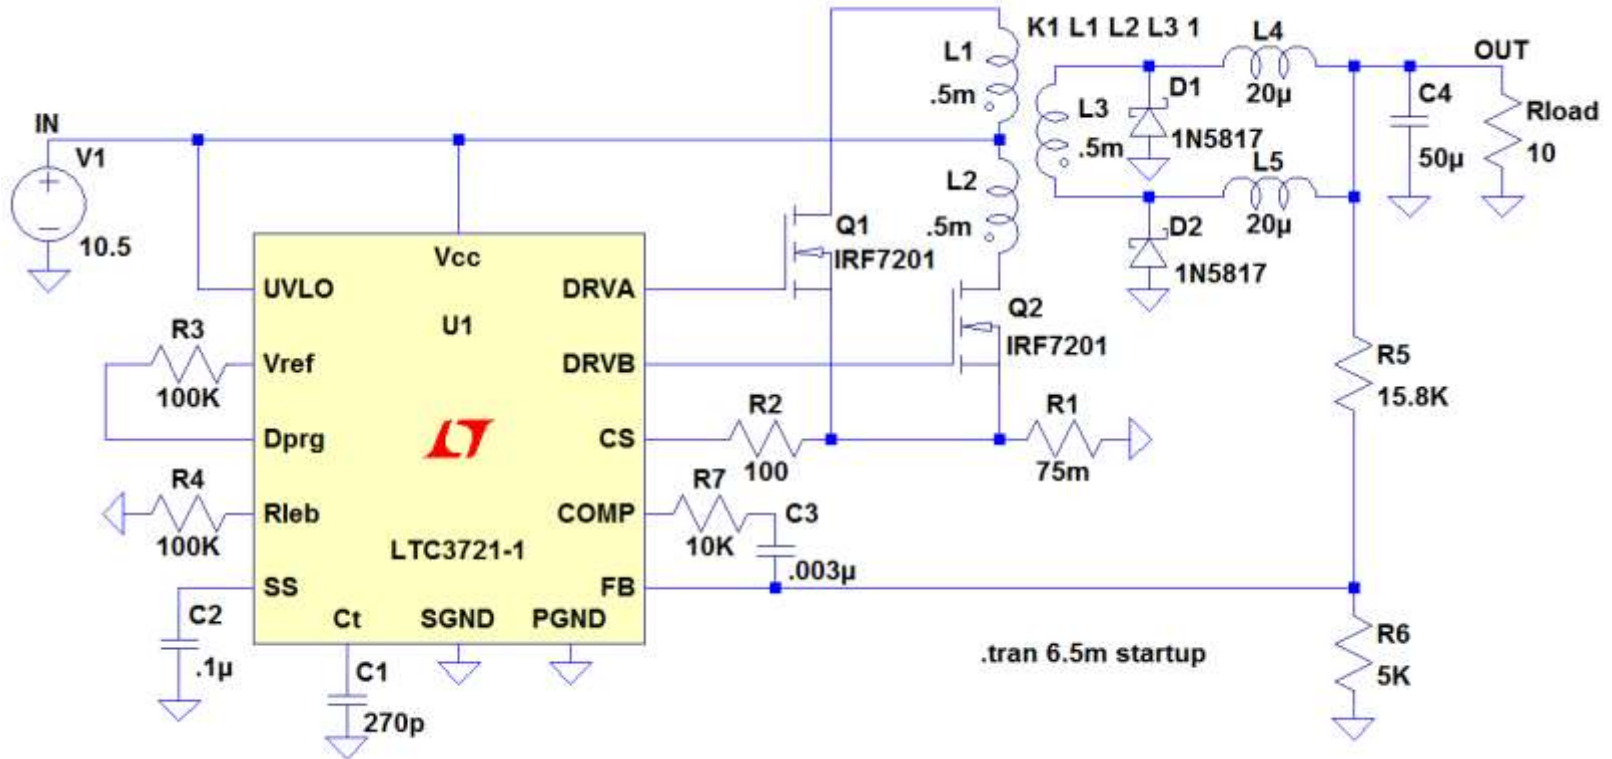 K1 L1 L2 L3 1
L4
OUT
L1
.5m
20µ
D1
C4
L3
Rload
IN
1N5817
.5m
10
V1
L5
50µ
L2
.5m
20µ
D2
Q1
10.5
Vcc
IRF7201
1N5817
UVLO
DRVA
Q2
R3
U1
IRF7201
R5
Vref
DRVB
100K
15.8K
R2
R1
Dprg
CS
100
75m
R4
R7
Rleb
COMP
C3
100K
LTC3721-1
10K
.003µ
SS
FB
C2
Ct
SGND
PGND
R6
.1µ
C1
.tran 6.5m startup
5K
270p